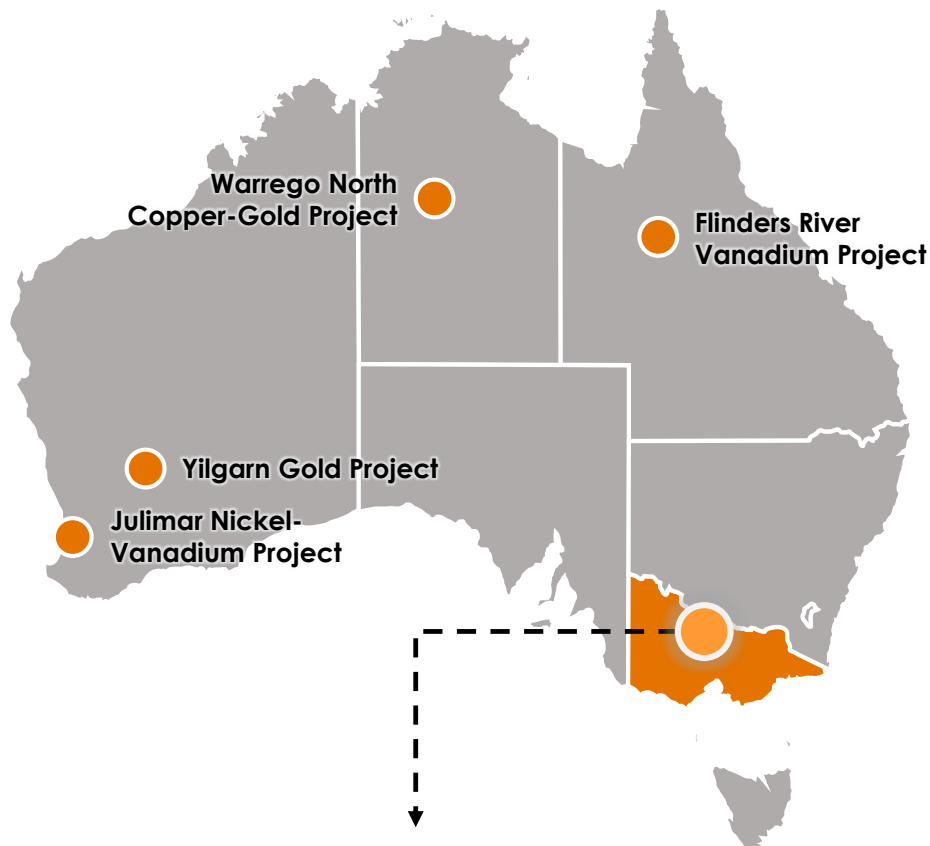 Warrego North
Copper-Gold Project
Flinders River
Vanadium Project
Yilgarn Gold Project
Julimar Nickel-
Vanadium Project